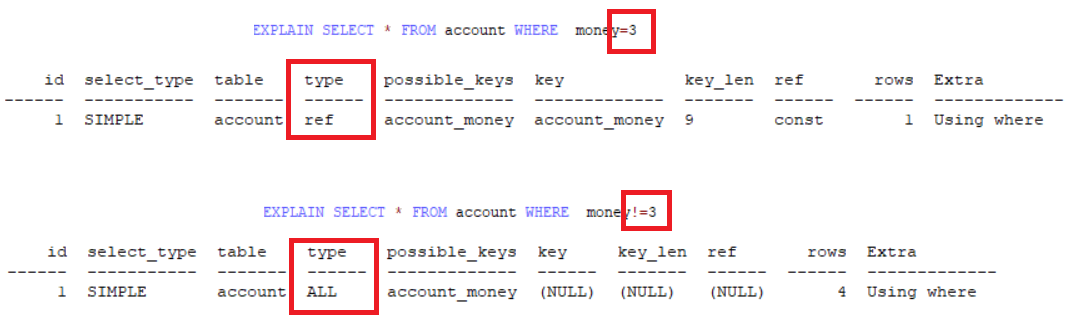 EXPLAIN SELECT * FROM account WHERE money=3
id select_type table type possible_keys key key_len ref rows Extra
------ ----------- ------- ------ ------------- ------------- ------- ------ ------ -------------
1 SIMPLE account ref account_money account_money 9 const 1 Using where
EXPLAIN SELECT * FROM account WHERE money!=3
id select_type table type possible_keys key key_len ref rows Extra
------ ----------- ------- ------ ------------- ------ ------- ------ ------ -------------
1 SIMPLE account ALL account_money (NULL) (NULL) (NULL) 4 Using where